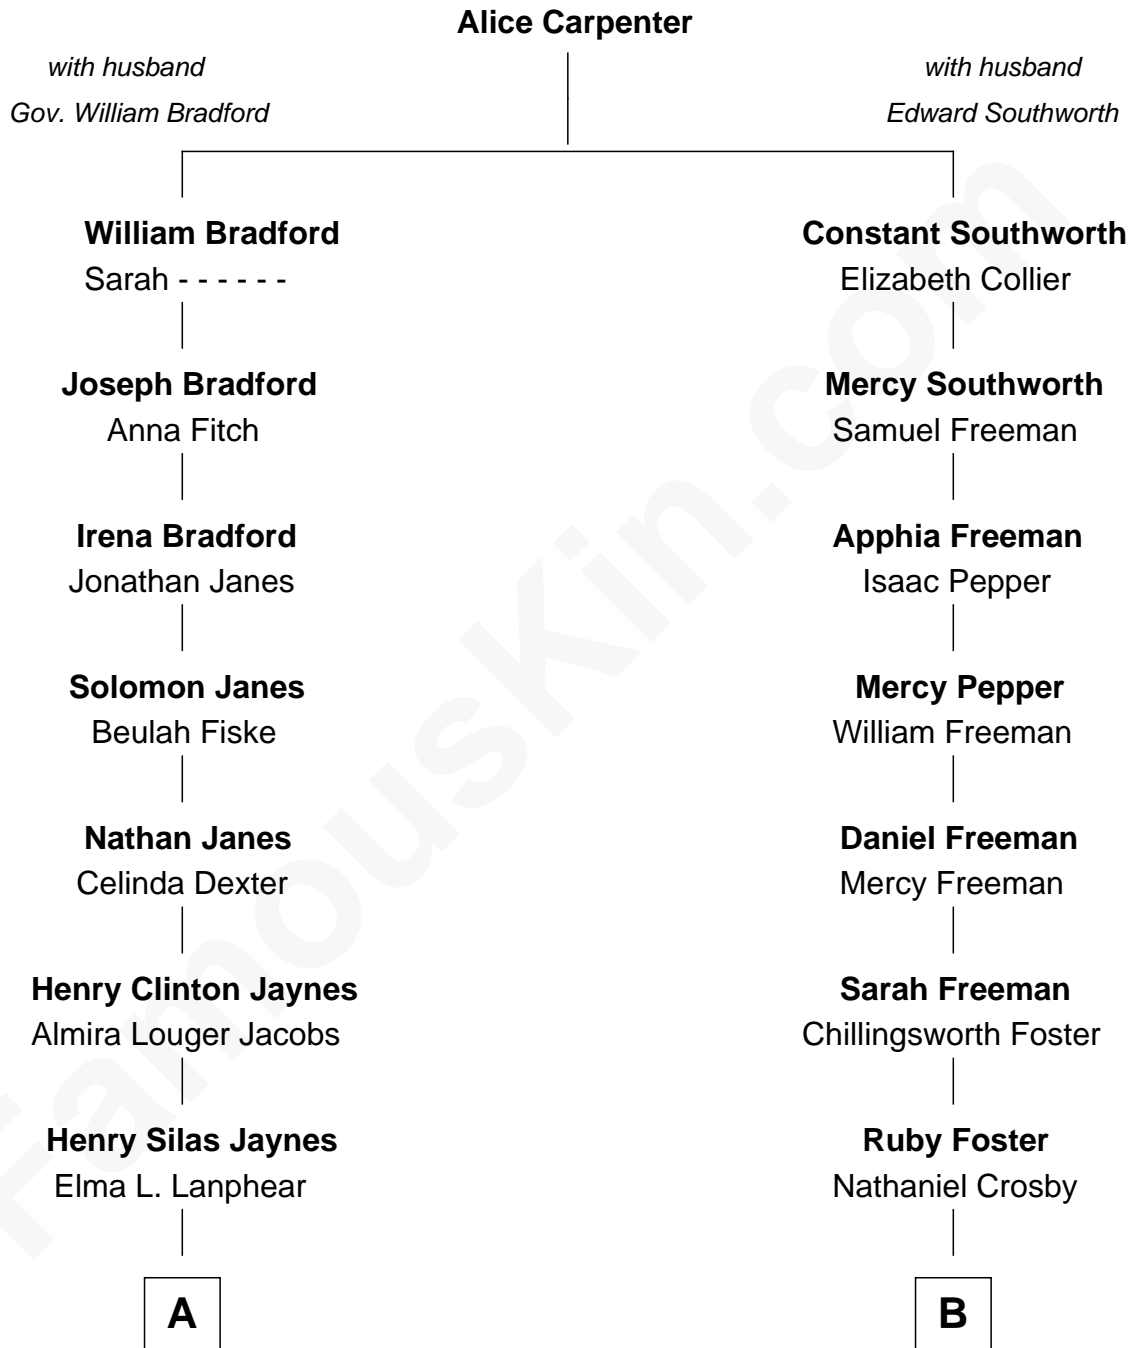 Alice Carpenter
with husband
Gov. William Bradford
with husband
Edward Southworth
William Bradford
Sarah - - - - - -
Constant Southworth
Elizabeth Collier
Joseph Bradford
Anna Fitch
Mercy Southworth
Samuel Freeman
Irena Bradford
Jonathan Janes
Apphia Freeman
Isaac Pepper
Solomon Janes
Beulah Fiske
Mercy Pepper
William Freeman
Nathan Janes
Celinda Dexter
Daniel Freeman
Mercy Freeman
Henry Clinton Jaynes
Almira Louger Jacobs
Sarah Freeman
Chillingsworth Foster
Henry Silas Jaynes
Elma L. Lanphear
Ruby Foster
Nathaniel Crosby
A
B
FamousKin.com